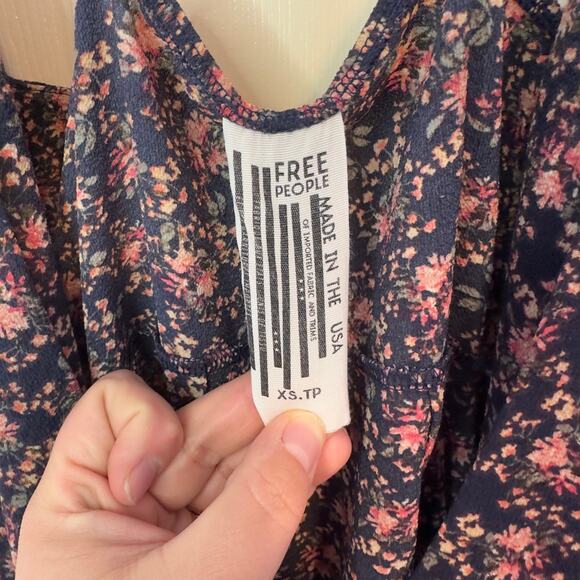 FREE
PEOPLE
MADE IN THE USA
OF IMPORTED FABRIC AND TRIMS
XS.TP